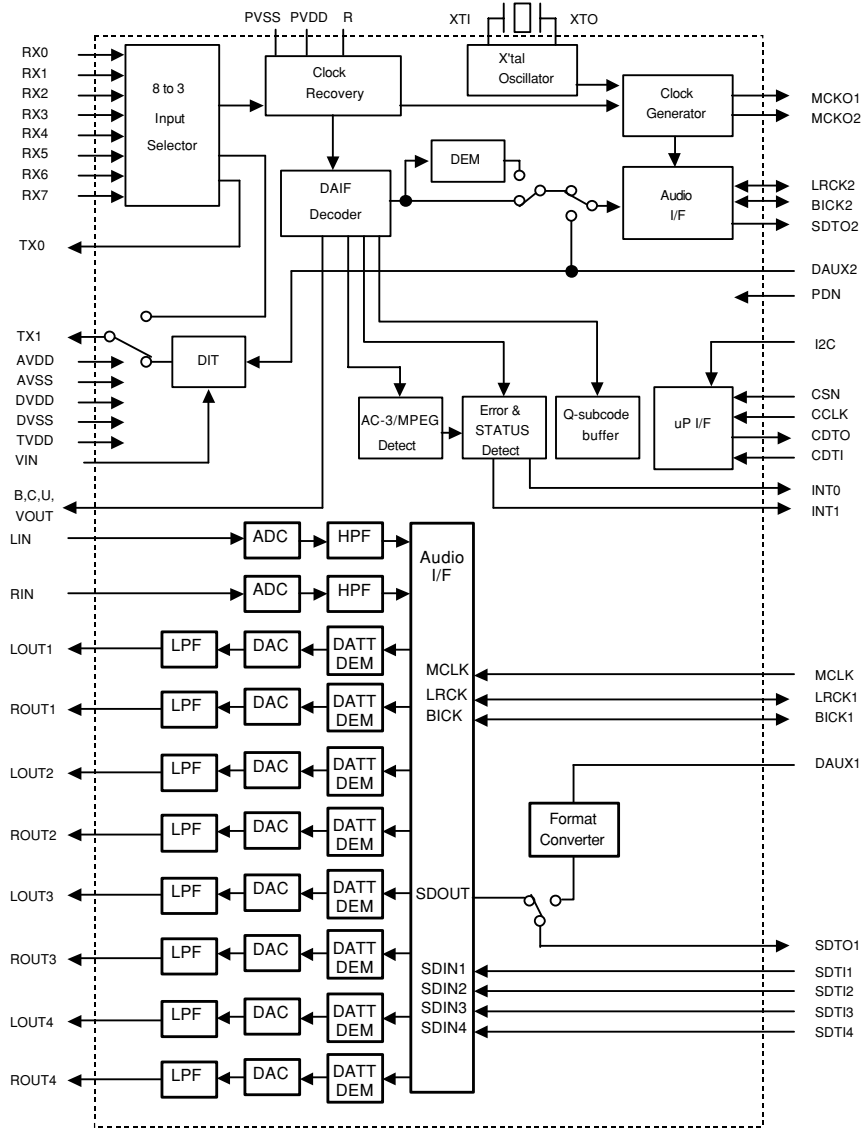 PVSS PVDD R XTI XTO
RX0
RX1
RX2
RX3
RX4
RX5
RX6
RX7
8 to 3
Input
Selector
Clock
Recovery
X'tal
Oscillator
Clock
Generator
MCKO1
MCKO2
DAIF
Decoder
DEM
Audio
I/F
LRCK2
BICK2
SDTO2
TX0
DAUX2
PDN
TX1
AVDD
AVSS
DVDD
DVSS
TVDD
VIN
DIT
I2C
AC-3/MPEG
Detect
Error &
STATUS
Detect
Q-subcode
buffer
uP I/F
CSN
CCLK
CDTO
CDTI
INT0
INT1
B,C,U,
VOUT
LIN
ADC
HPF
Audio
I/F
RIN
ADC
HPF
LOUT1
LPF
DAC
DATT
DEM
ROUT1
LPF
DAC
DATT
DEM
LOUT2
LPF
DAC
DATT
DEM
ROUT2
LPF
DAC
DATT
DEM
LOUT3
LPF
DAC
DATT
DEM
ROUT3
LPF
DAC
DATT
DEM
LOUT4
LPF
DAC
DATT
DEM
ROUT4
LPF
DAC
DATT
DEM
MCLK
LRCK
BICK
MCLK
LRCK1
BICK1
DAUX1
Format
Converter
SDOUT
SDTO1
SDIN1
SDIN2
SDIN3
SDIN4
SDTI1
SDTI2
SDTI3
SDTI4